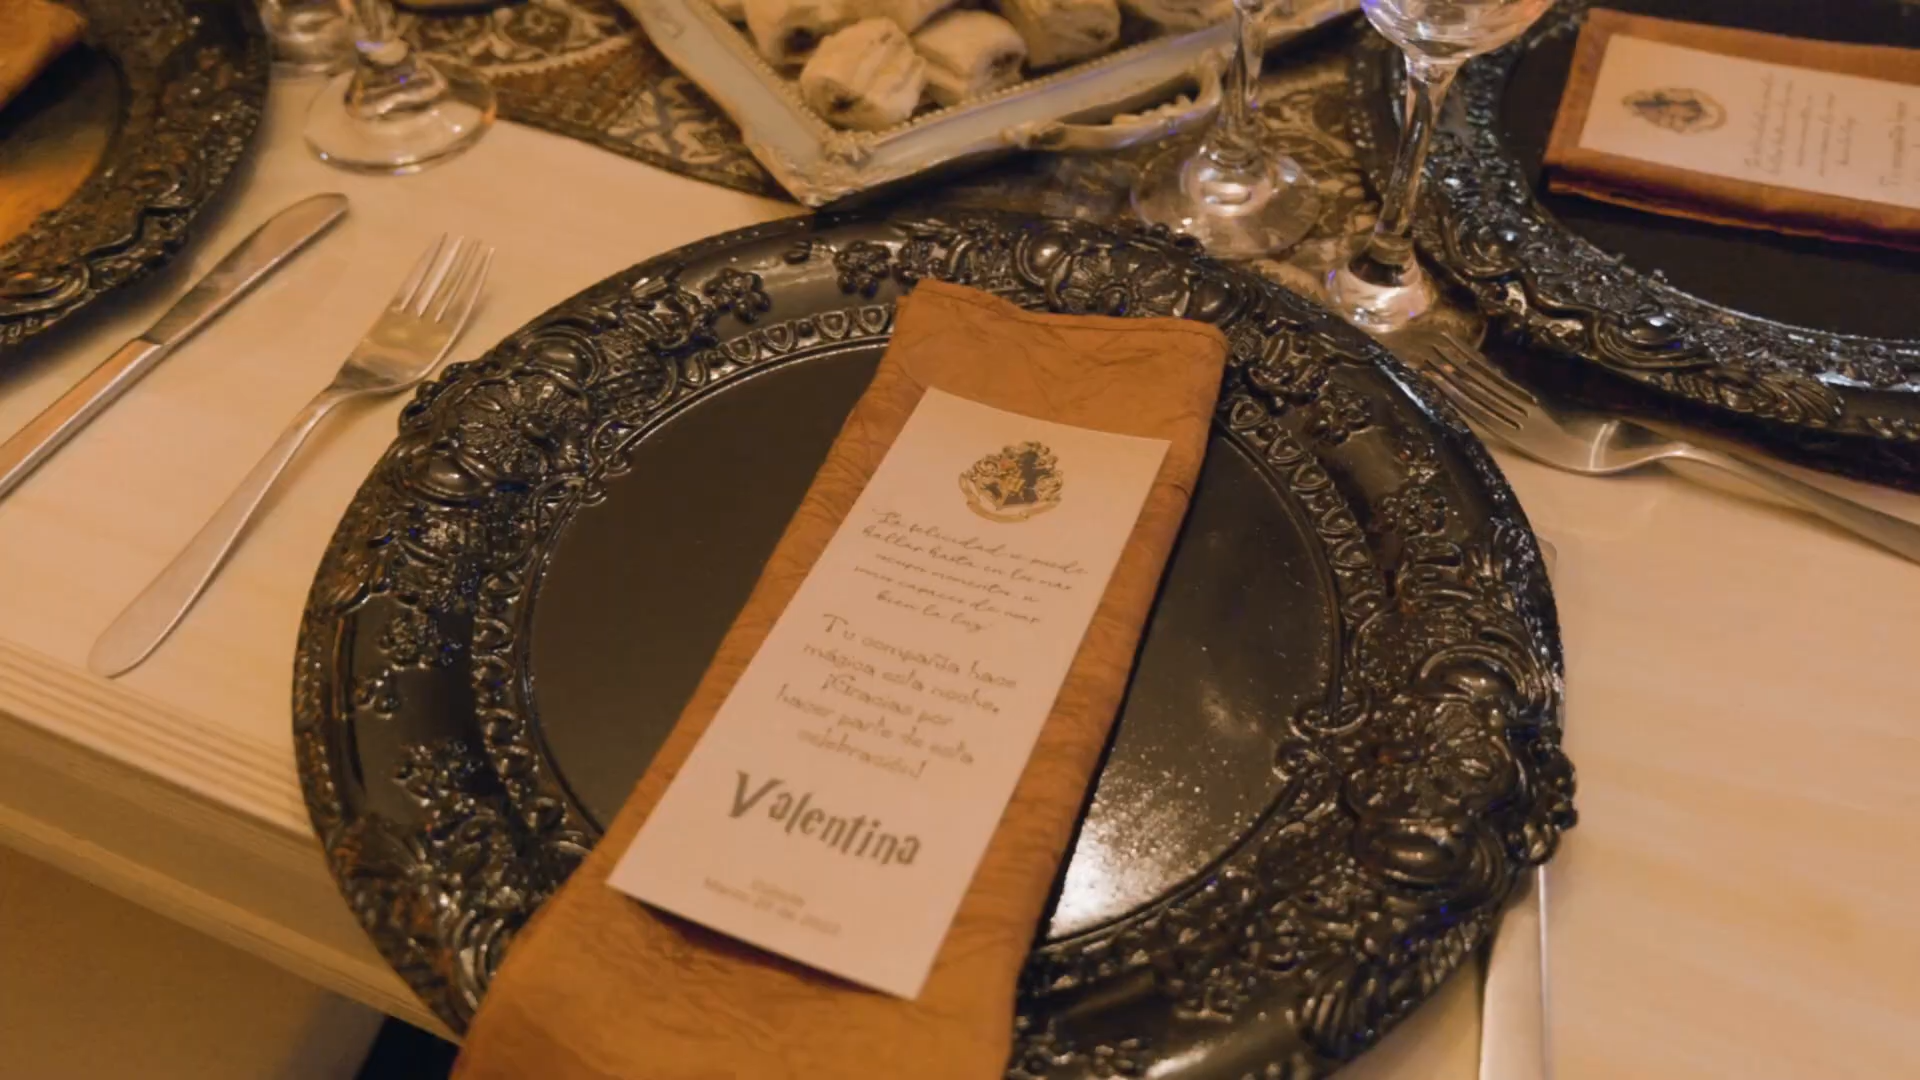 "La felicidad se puede
hallar hasta en los más
oscuros momentos, si
somos capaces de usar
bien la luz"
Tu compañía hace
mágica esta noche,
¡Gracias por
hacer parte de esta
celebración!
Valentina